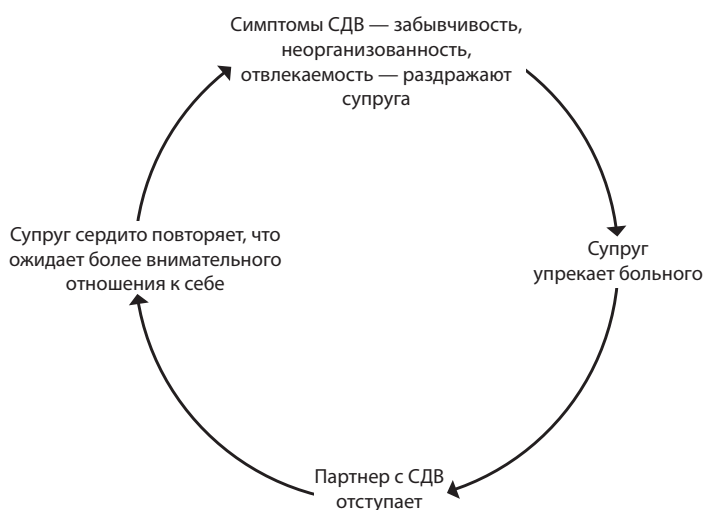 Симптомы СДВ — забывчивость,
неорганизованность,
отвлекаемость — раздражают
супруга
Супруг
упрекает больного
Партнер с СДВ
отступает
Супруг сердито повторяет, что
ожидает более внимательного
отношения к себе